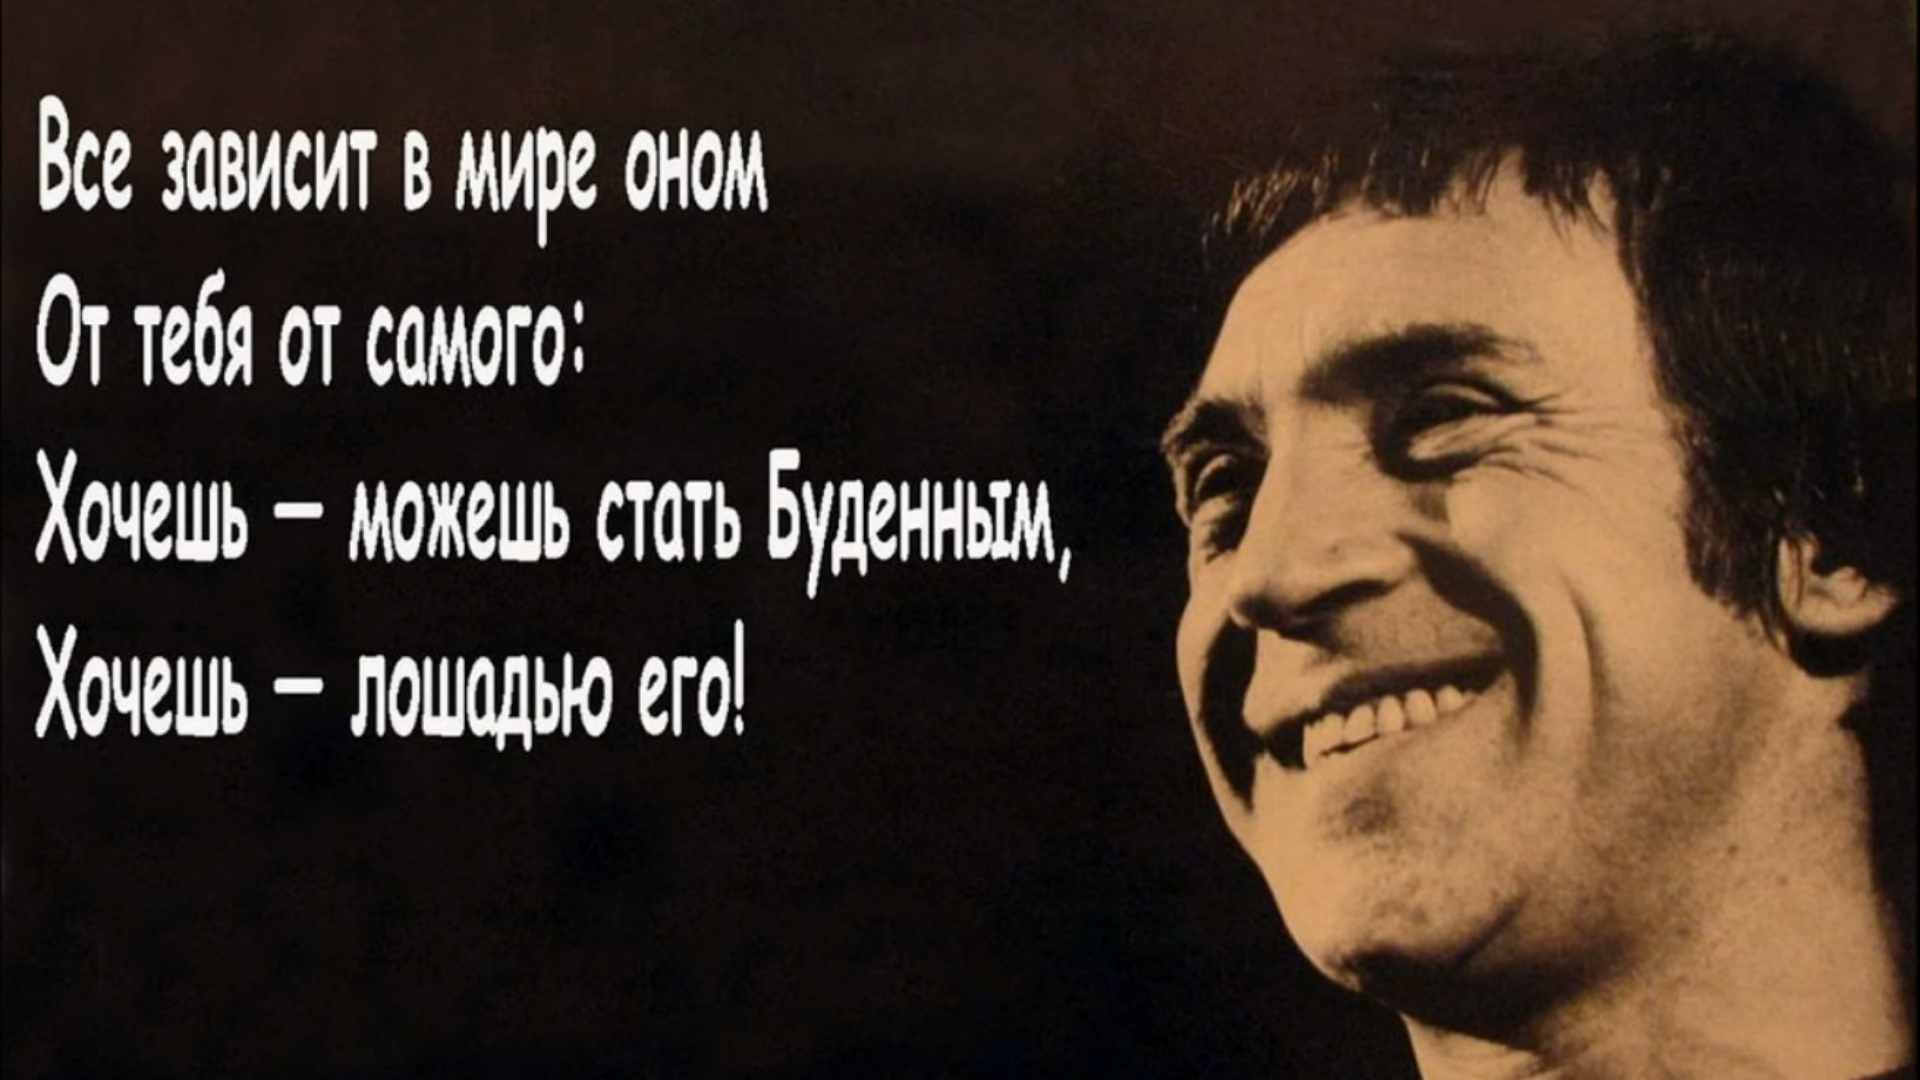 Все зависит в мире оном
От тебя от самого:
Хочешь – можешь стать Буденным,
Хочешь – лошадью его!